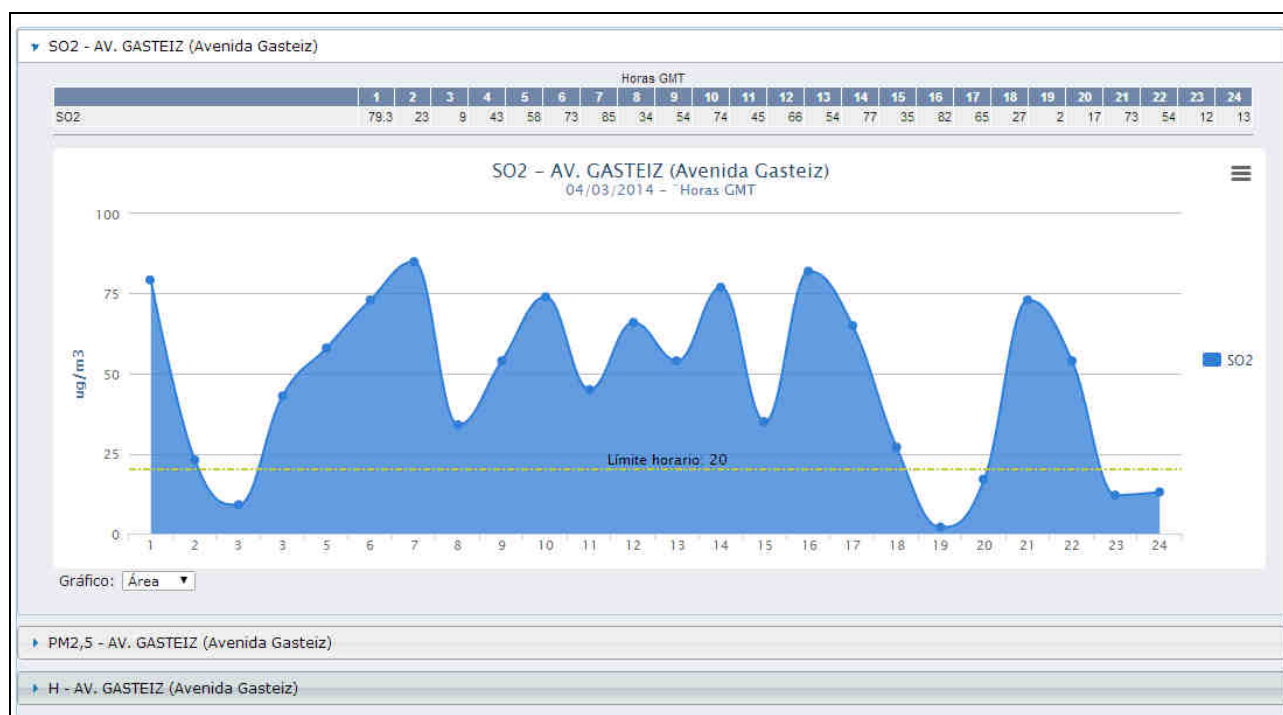 SO2 - AV. GASTEIZ (Avenida Gasteiz)
Horas GMT
1 2 3 4 5 6 7 8 9 10 11 12 13 14 15 16 17 18 19 20 21 22 23 24
SO2 79.3 23 9 43 58 73 85 34 54 74 45 66 54 77 35 82 65 27 2 17 73 54 12 13
SO2 - AV. GASTEIZ (Avenida Gasteiz)
04/03/2014 - ¨Horas GMT
100
75
50
25
0
ug/m3
Límite horario: 20
SO2
1 2 3 3 5 6 7 8 9 10 11 12 13 14 15 16 17 18 19 20 21 22 23 24
Gráfico: Área
PM2,5 - AV. GASTEIZ (Avenida Gasteiz)
H - AV. GASTEIZ (Avenida Gasteiz)